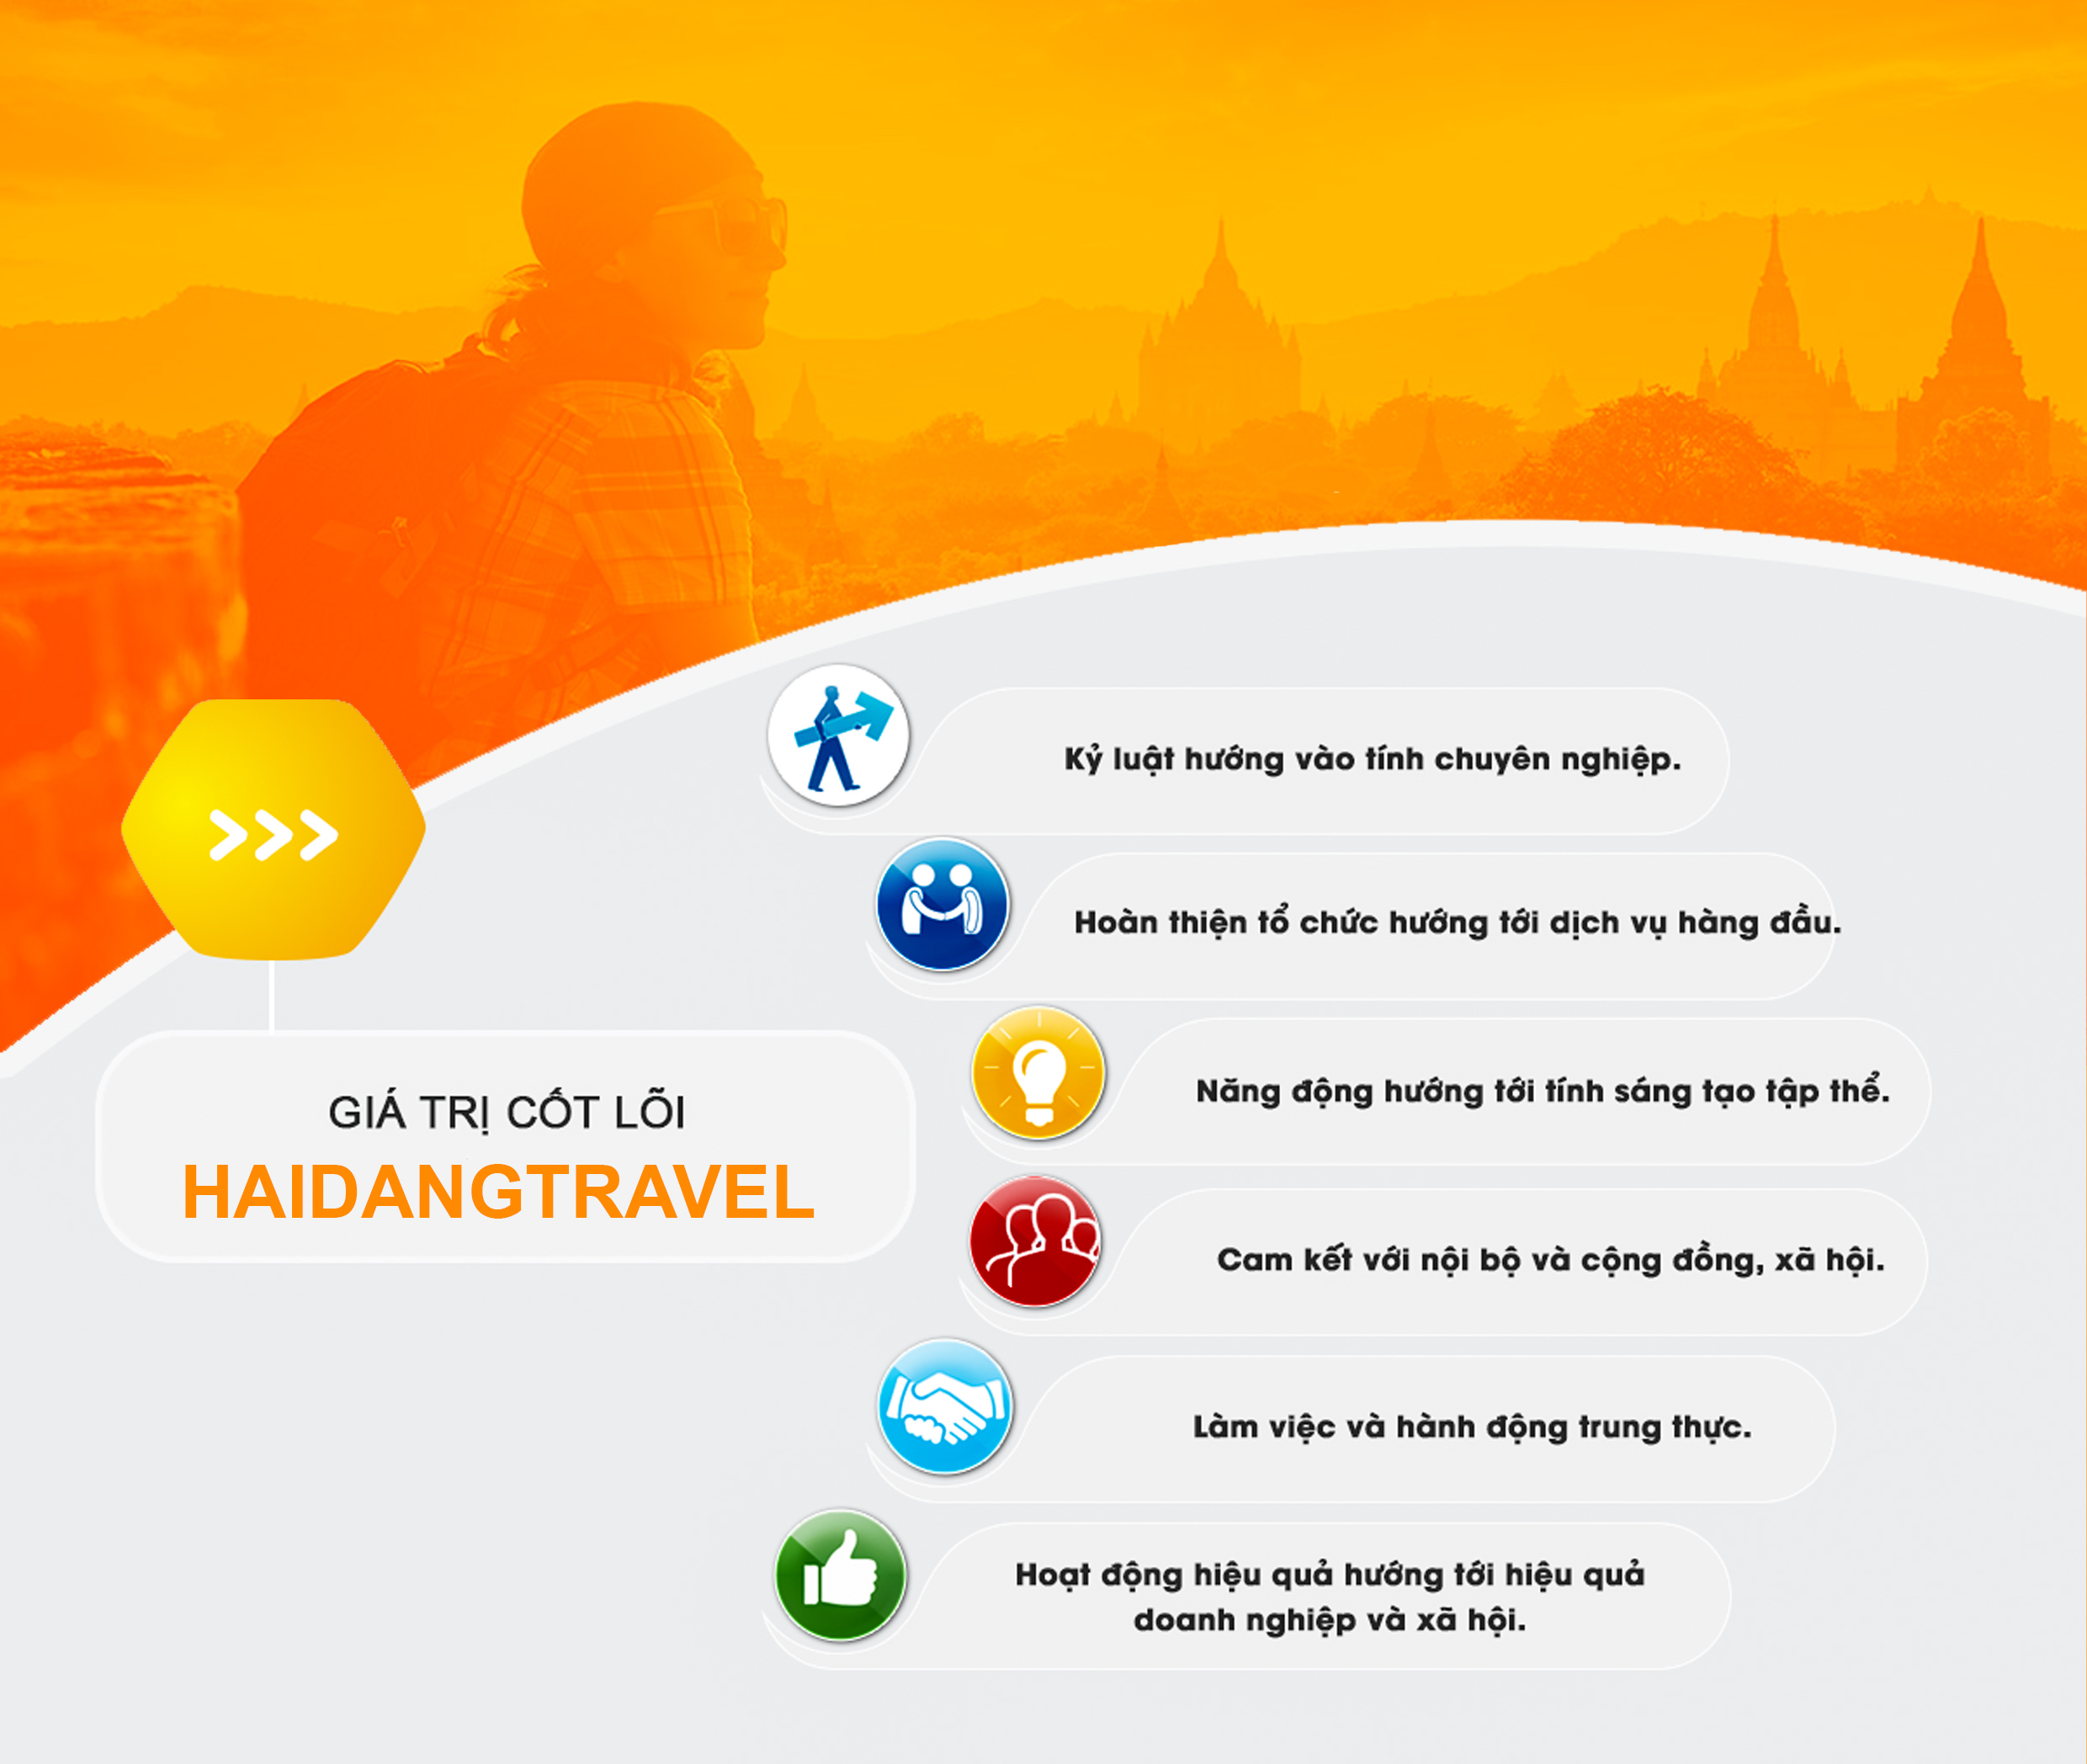 GIÁ TRỊ CỐT LÕI
HAIDANGTRAVEL
Kỷ luật hướng vào tính chuyên nghiệp.
Hoàn thiện tổ chức hướng tới dịch vụ hàng đầu.
Năng động hướng tới tính sáng tạo tập thể.
Cam kết với nội bộ và cộng đồng, xã hội.
Làm việc và hành động trung thực.
Hoạt động hiệu quả hướng tới hiệu quả
doanh nghiệp và xã hội.